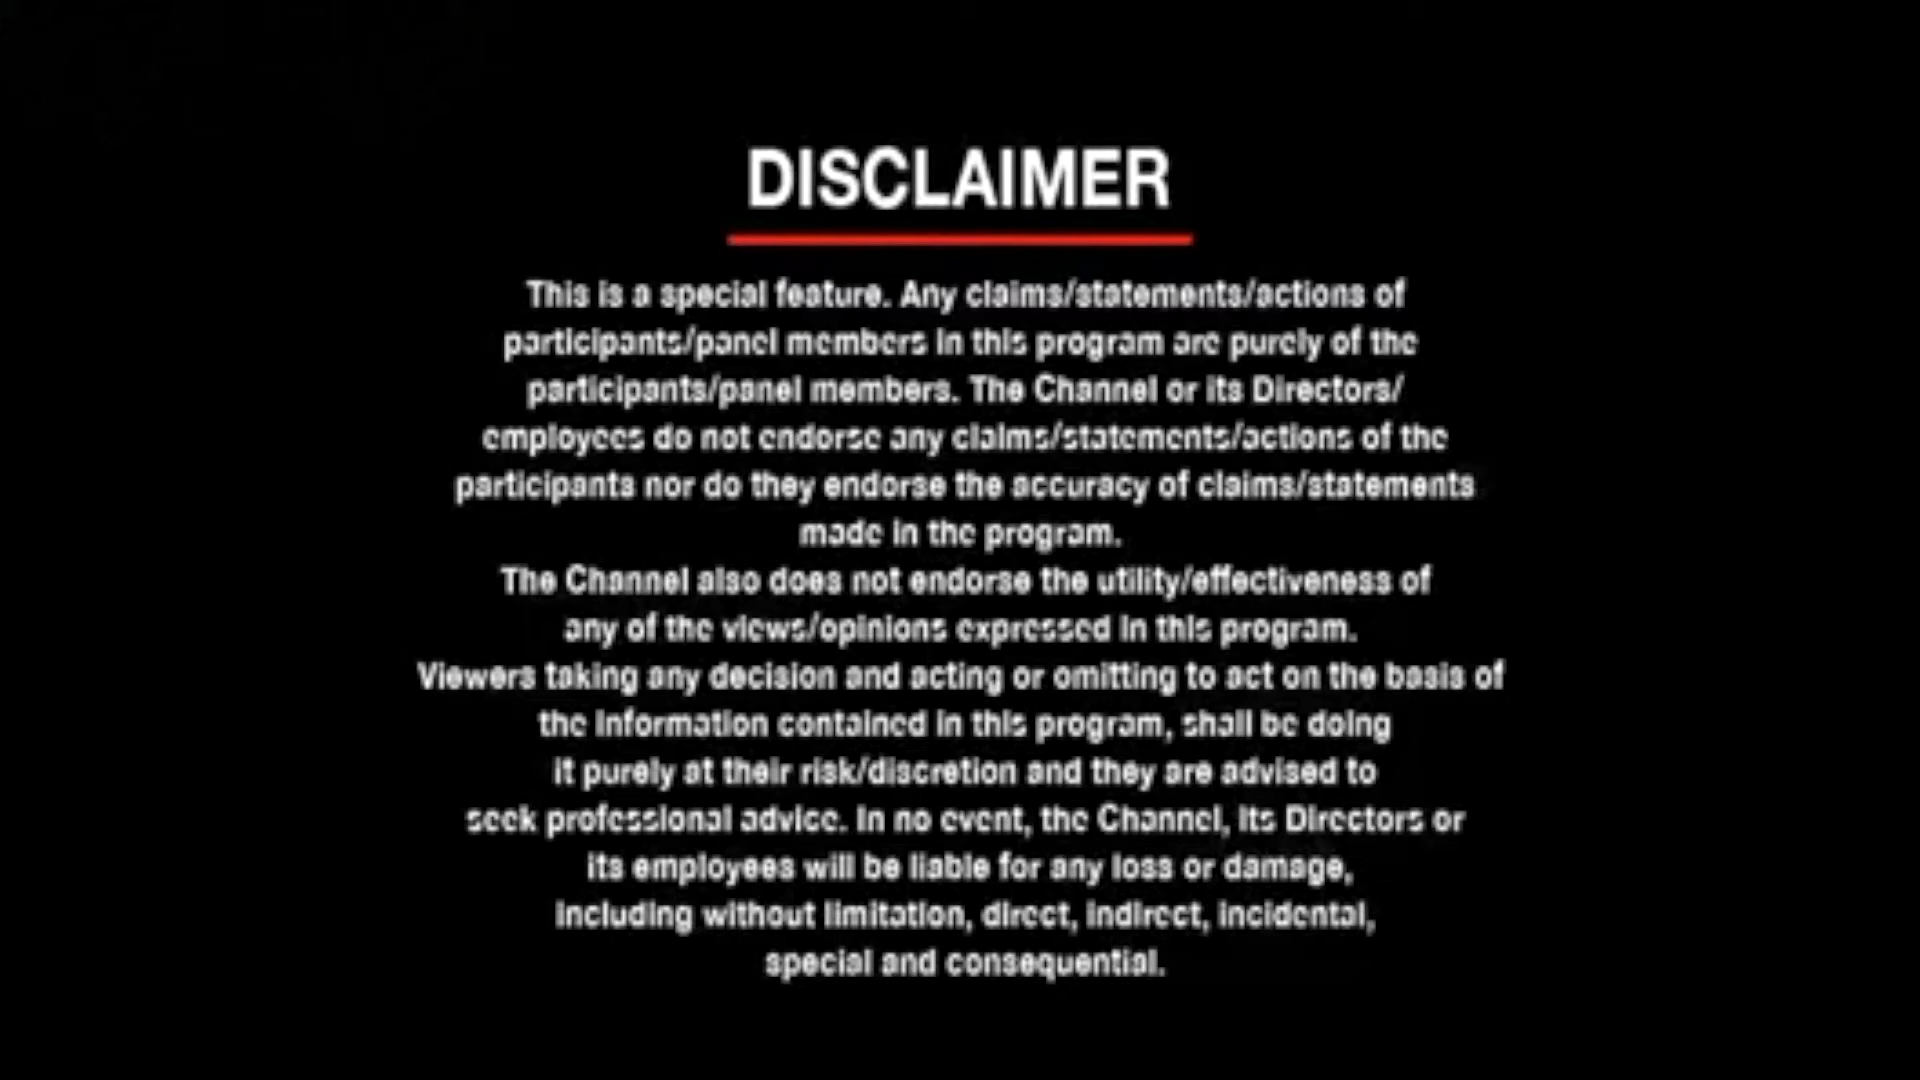 DISCLAIMER
This is a special feature. Any claims/statements/actions of
participants/panel members in this program are purely of the
participants/panel members. The Channel or its Directors/
employees do not endorse any claims/statements/actions of the
participants nor do they endorse the accuracy of claims/statements
made in the program.
The Channel also does not endorse the utility/effectiveness of
any of the views/opinions expressed in this program.
Viewers taking any decision and acting or omitting to act on the basis of
the information contained in this program, shall be doing
it purely at their risk/discretion and they are advised to
seek professional advice. In no event, the Channel, its Directors or
its employees will be liable for any loss or damage,
including without limitation, direct, indirect, incidental,
special and consequential.